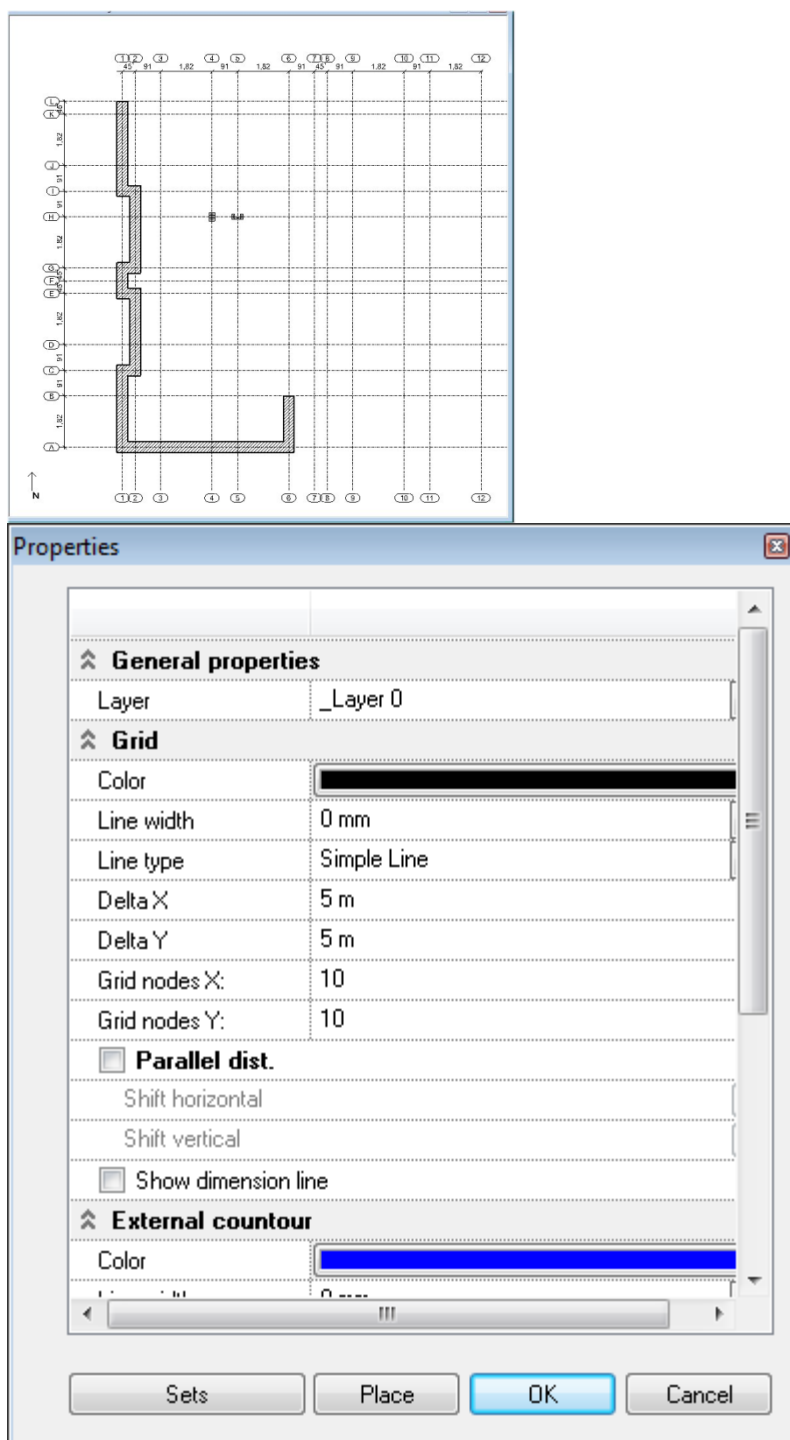 1 2 3 4 5 6 7 8 9 10 11 12
45 91 1,82 91 1,82 91 45 91 1,82 91 1,82
L
45
K
1,82
J
91
I
91
H
1,82
G
45
F
45
E
1,82
D
91
C
91
B
1,82
A
N
1 2 3 4 5 6 7 8 9 10 11 12
Properties
General properties
Layer _Layer 0
Grid
Color
Line width 0 mm
Line type Simple Line
Delta X 5 m
Delta Y 5 m
Grid nodes X: 10
Grid nodes Y: 10
Parallel dist.
Shift horizontal
Shift vertical
Show dimension line
External countour
Color
Sets Place OK Cancel